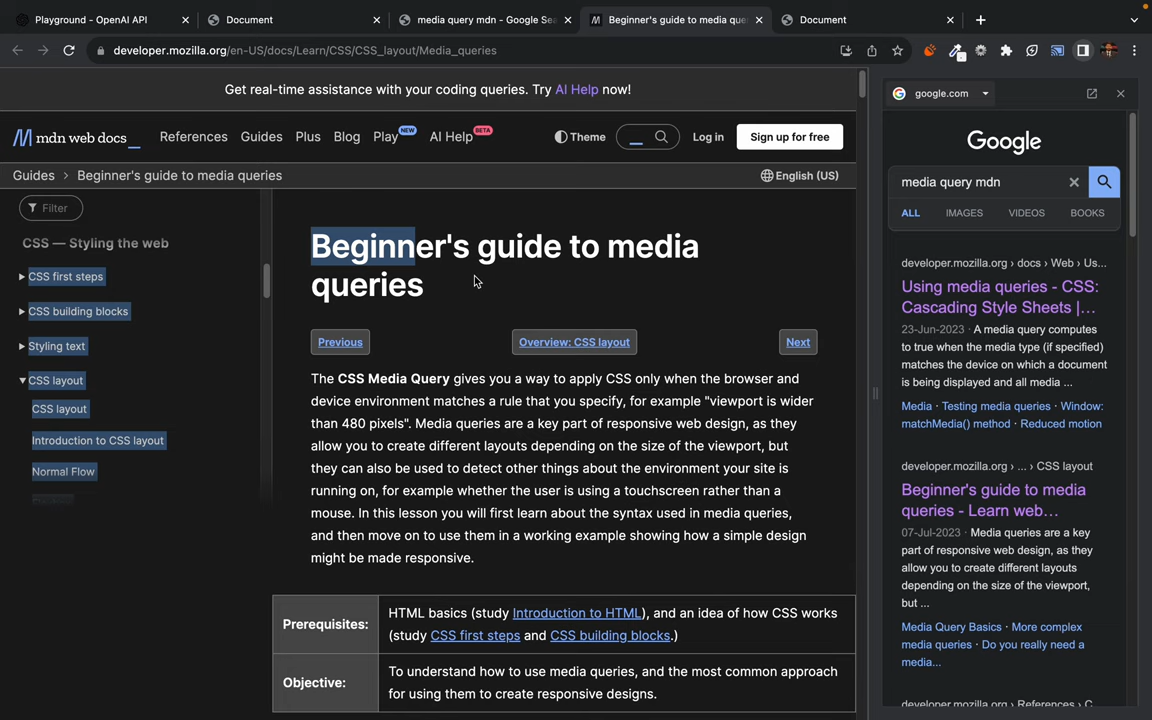 Playground - OpenAI API
Document
media query mdn - Google Sea
Beginner's guide to media que
Document
developer.mozilla.org/en-US/docs/Learn/CSS/CSS_layout/Media_queries
Get real-time assistance with your coding queries. Try AI Help now!
mdn web docs_
References
Guides
Plus
Blog
Play NEW
AI Help BETA
Theme
Log in
Sign up for free
Guides > Beginner's guide to media queries
English (US)
Filter
CSS — Styling the web
CSS first steps
CSS building blocks
Styling text
CSS layout
CSS layout
Introduction to CSS layout
Normal Flow
Beginner's guide to media
queries
Previous
Overview: CSS layout
Next
The CSS Media Query gives you a way to apply CSS only when the browser and
device environment matches a rule that you specify, for example "viewport is wider
than 480 pixels". Media queries are a key part of responsive web design, as they
allow you to create different layouts depending on the size of the viewport, but
they can also be used to detect other things about the environment your site is
running on, for example whether the user is using a touchscreen rather than a
mouse. In this lesson you will first learn about the syntax used in media queries,
and then move on to use them in a working example showing how a simple design
might be made responsive.
Prerequisites:
HTML basics (study Introduction to HTML), and an idea of how CSS works
(study CSS first steps and CSS building blocks.)
Objective:
To understand how to use media queries, and the most common approach
for using them to create responsive designs.
google.com
Google
media query mdn
ALL
IMAGES
VIDEOS
BOOKS
developer.mozilla.org › docs › Web › Us...
Using media queries - CSS:
Cascading Style Sheets |...
23-Jun-2023 · A media query computes
to true when the media type (if specified)
matches the device on which a document
is being displayed and all media ...
Media · Testing media queries · Window:
matchMedia() method · Reduced motion
developer.mozilla.org › ... › CSS layout
Beginner's guide to media
queries - Learn web...
07-Jul-2023 · Media queries are a key
part of responsive web design, as they
allow you to create different layouts
depending on the size of the viewport,
but ...
Media Query Basics · More complex
media queries · Do you really need a
media...
developer.mozilla.org › References › C